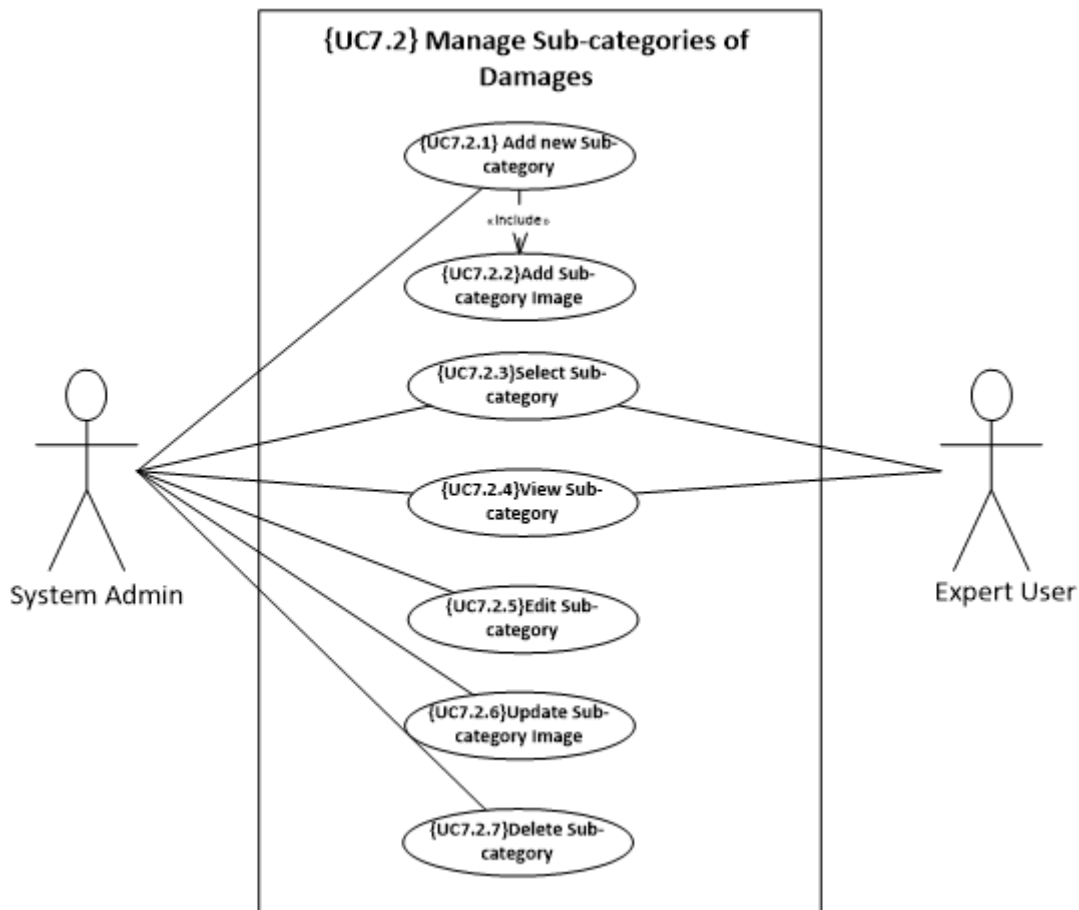 {UC7.2} Manage Sub-categories of
Damages
{UC7.2.1} Add new Sub-
category
«Include»
{UC7.2.2}Add Sub-
category Image
{UC7.2.3}Select Sub-
category
{UC7.2.4}View Sub-
category
System Admin
Expert User
{UC7.2.5}Edit Sub-
category
{UC7.2.6}Update Sub-
category Image
{UC7.2.7}Delete Sub-
category